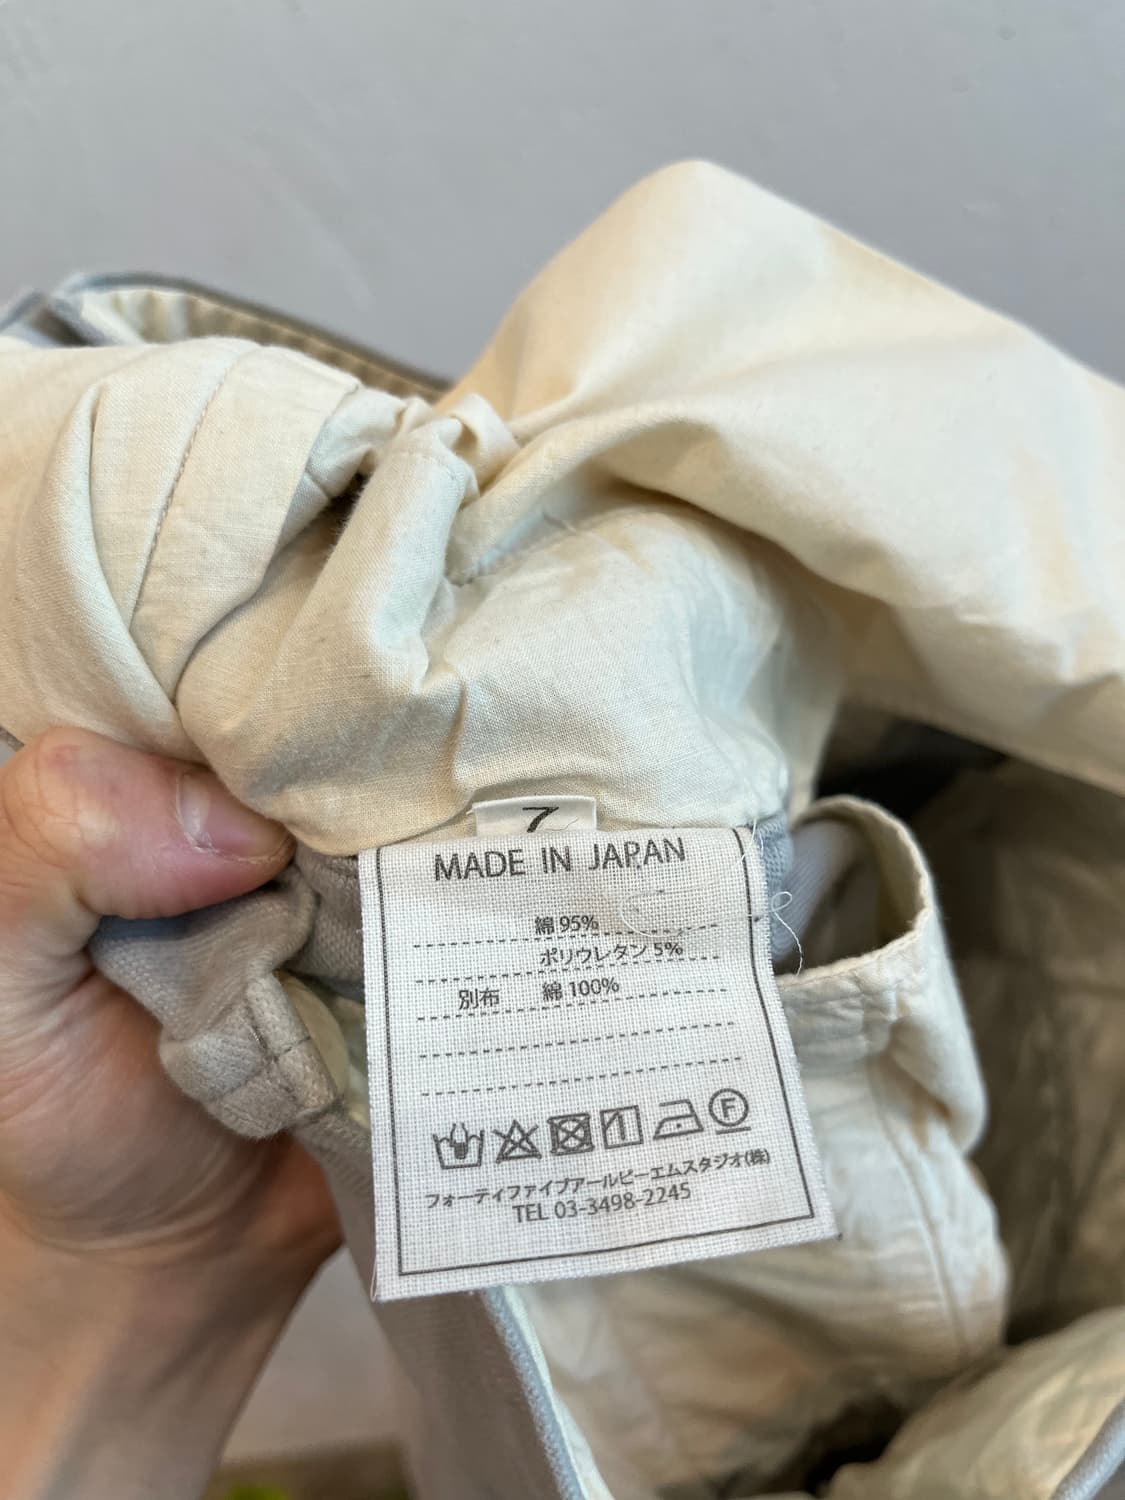 7
MADE IN JAPAN
綿 95%
ポリウレタン 5%
別布 綿 100%
F
フォーティファイブアールピーエムスタジオ(株)
TEL 03-3498-2245